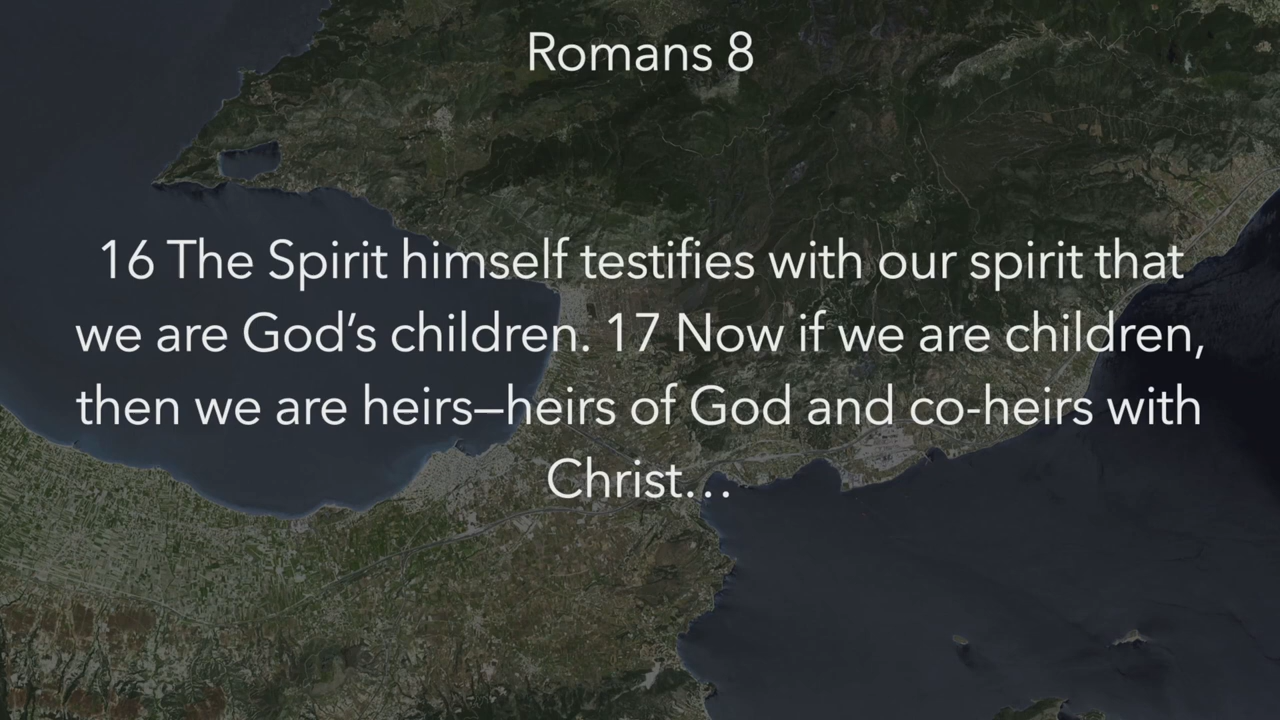 Romans 8
16 The Spirit himself testifies with our spirit that
we are God’s children. 17 Now if we are children,
then we are heirs—heirs of God and co-heirs with
Christ…